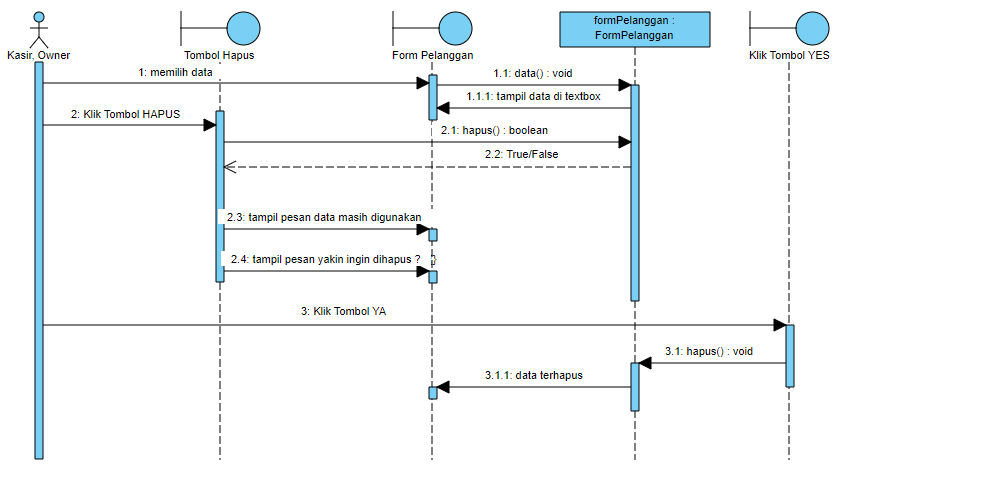 formPelanggan :
FormPelanggan
Kasir, Owner
Tombol Hapus
Form Pelanggan
Klik Tombol YES
1: memilih data
1.1: data() : void
1.1.1: tampil data di textbox
2: Klik Tombol HAPUS
2.1: hapus() : boolean
2.2: True/False
2.3: tampil pesan data masih digunakan
2.4: tampil pesan yakin ingin dihapus ?
3: Klik Tombol YA
3.1: hapus() : void
3.1.1: data terhapus